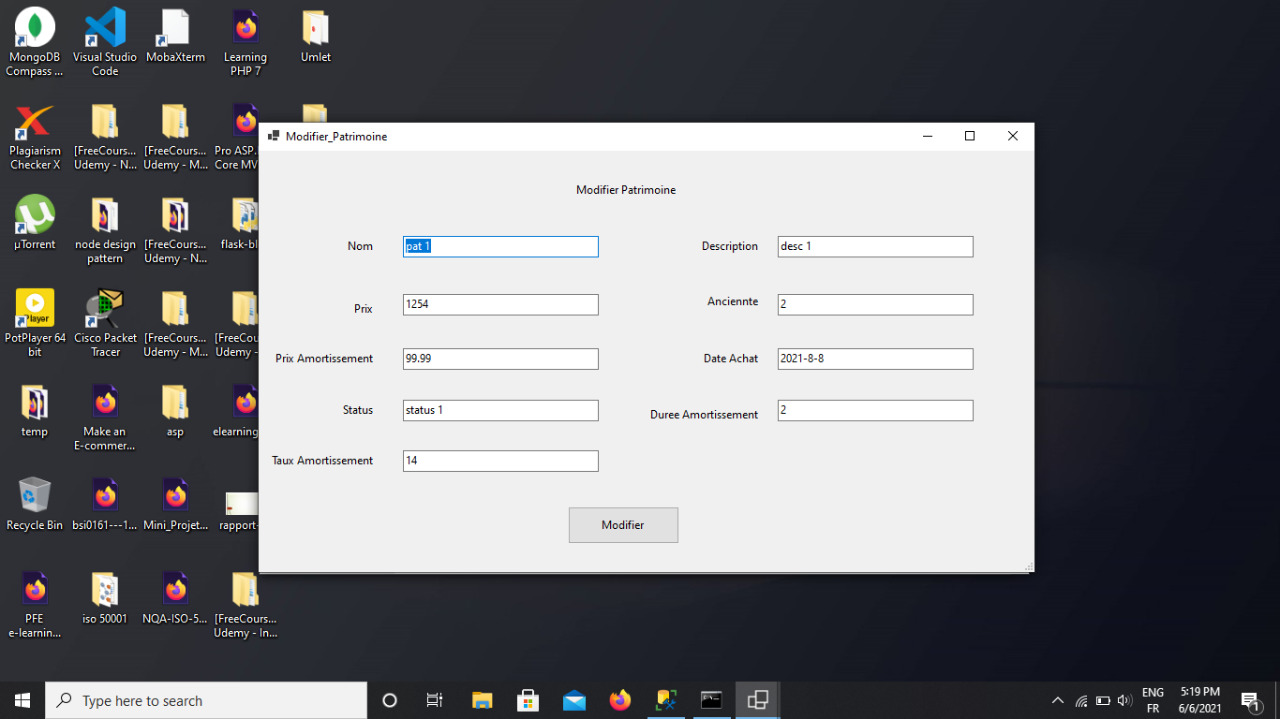 MongoDB
Compass ...
Visual Studio
Code
MobaXterm
Learning
PHP 7
Umlet
Plagiarism
Checker X
[FreeCours...
Udemy - N...
[FreeCours...
Udemy - M...
Pro ASP.
Core MV
µTorrent
node design
pattern
[FreeCours...
Udemy - N...
flask-bl
Player
PotPlayer 64
bit
Cisco Packet
Tracer
[FreeCours...
Udemy - M...
[FreeCours
Udemy -
temp
Make an
E-commer...
asp
elearning
Recycle Bin
bsi0161---1...
Mini_Projet...
rapport-
PFE
e-learnin...
iso 50001
NQA-ISO-5...
[FreeCours...
Udemy - In...
Modifier_Patrimoine
Modifier Patrimoine
Nom
pat 1
Description
desc 1
Prix
1254
Anciennte
2
Prix Amortissement
99.99
Date Achat
2021-8-8
Status
status 1
Duree Amortissement
2
Taux Amortissement
14
Modifier
Type here to search
ENG
FR
5:19 PM
6/6/2021
1